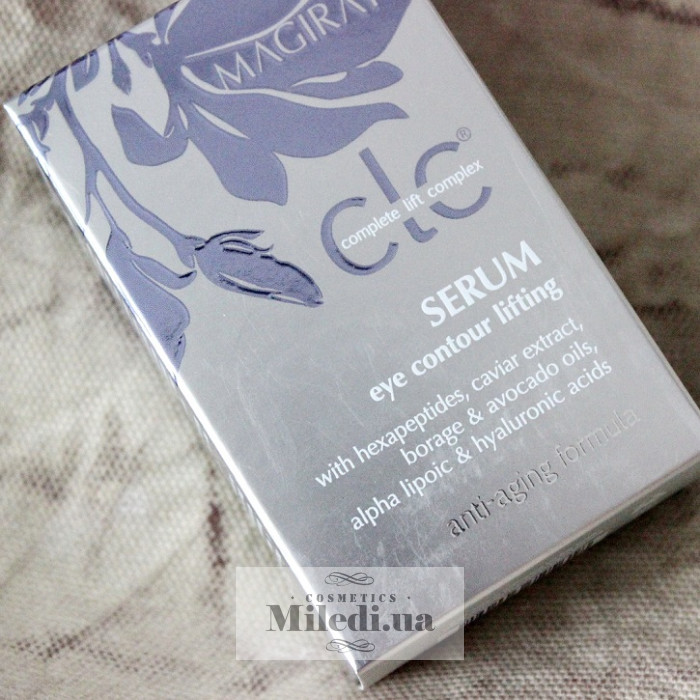 MAGIRAY
clc®
complete lift complex
SERUM
eye contour lifting
with hexapeptides, caviar extract,
borage & avocado oils,
alpha lipoic & hyaluronic acids
anti-aging formula
· COSMETICS ·
Miledi.ua